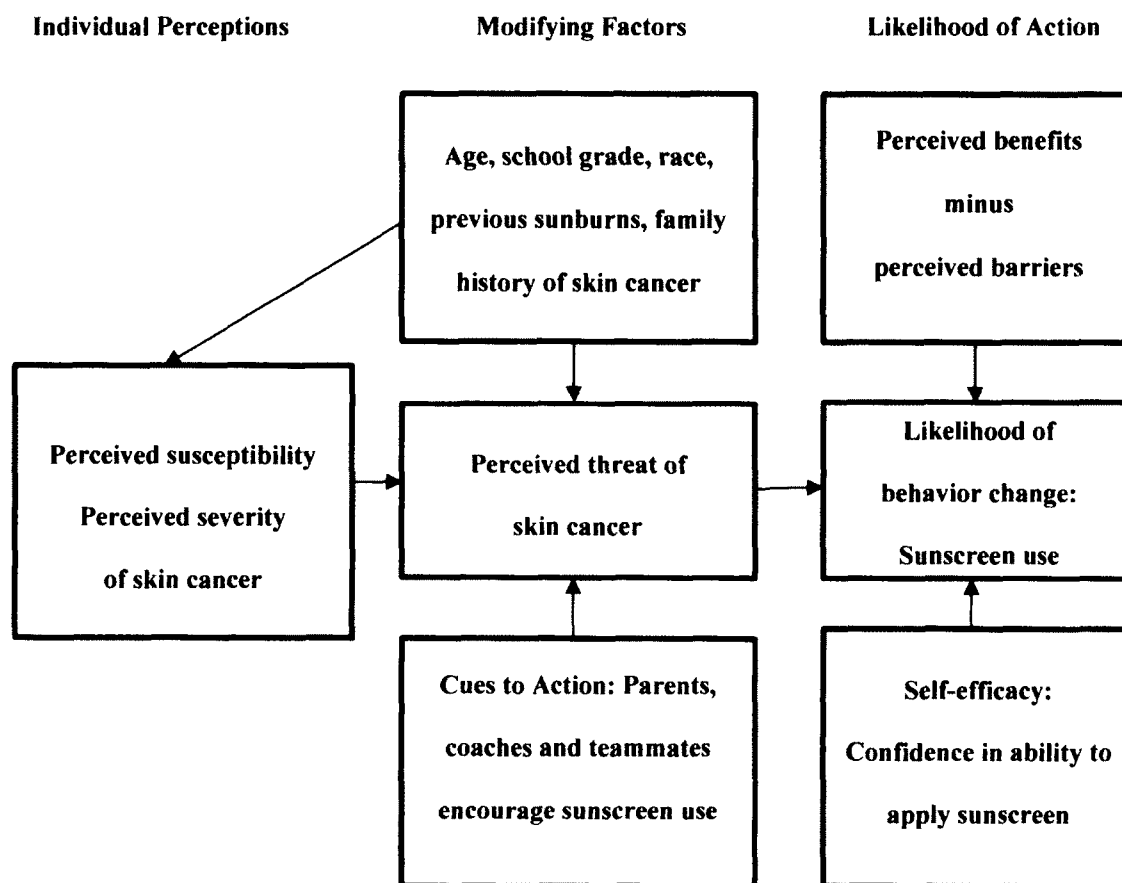 Individual Perceptions
Modifying Factors
Likelihood of Action
Age, school grade, race,
previous sunburns, family
history of skin cancer
Perceived benefits
minus
perceived barriers
Perceived susceptibility
Perceived severity
of skin cancer
Perceived threat of
skin cancer
Likelihood of
behavior change:
Sunscreen use
Cues to Action: Parents,
coaches and teammates
encourage sunscreen use
Self-efficacy:
Confidence in ability to
apply sunscreen